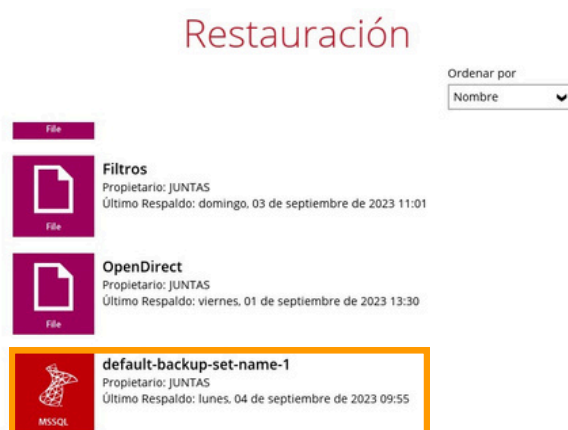 Restauración
Ordenar por
Nombre
File
Filtros
Propietario: JUNTAS
Último Respaldo: domingo, 03 de septiembre de 2023 11:01
File
OpenDirect
Propietario: JUNTAS
Último Respaldo: viernes, 01 de septiembre de 2023 13:30
File
default-backup-set-name-1
Propietario: JUNTAS
Último Respaldo: lunes, 04 de septiembre de 2023 09:55
MSSQL